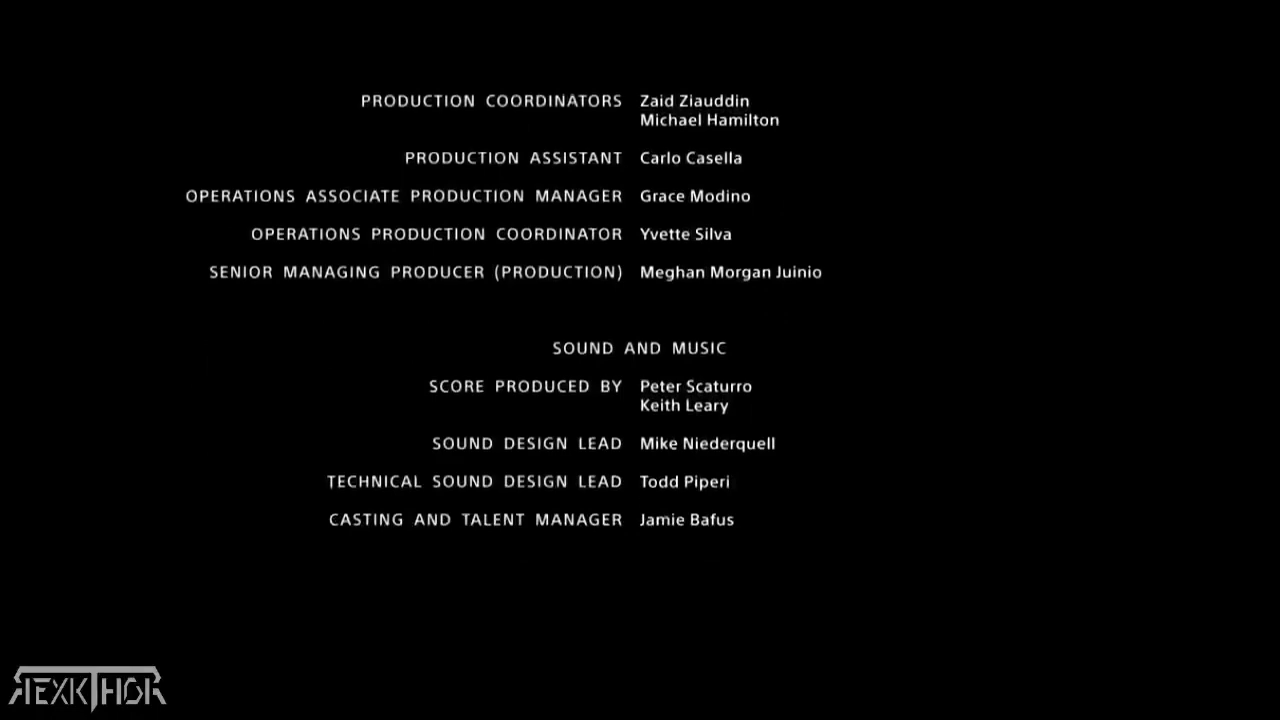 PRODUCTION COORDINATORS Zaid Ziauddin
Michael Hamilton
PRODUCTION ASSISTANT Carlo Casella
OPERATIONS ASSOCIATE PRODUCTION MANAGER Grace Modino
OPERATIONS PRODUCTION COORDINATOR Yvette Silva
SENIOR MANAGING PRODUCER (PRODUCTION) Meghan Morgan Juinio
SOUND AND MUSIC
SCORE PRODUCED BY Peter Scaturro
Keith Leary
SOUND DESIGN LEAD Mike Niederquell
TECHNICAL SOUND DESIGN LEAD Todd Piperi
CASTING AND TALENT MANAGER Jamie Bafus